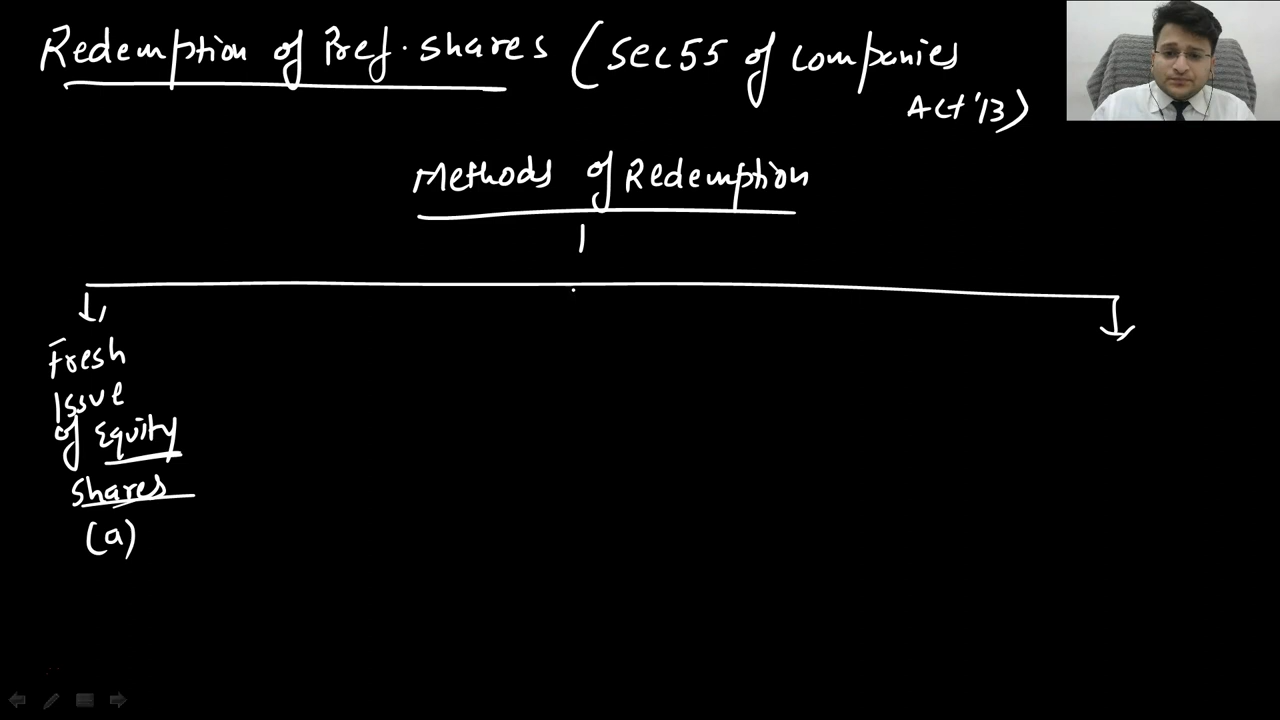 Redemption of Pref. shares (Sec 55 of companies
Act '13)
Methods of Redemption
Fresh
Issue
of Equity
shares
(a)